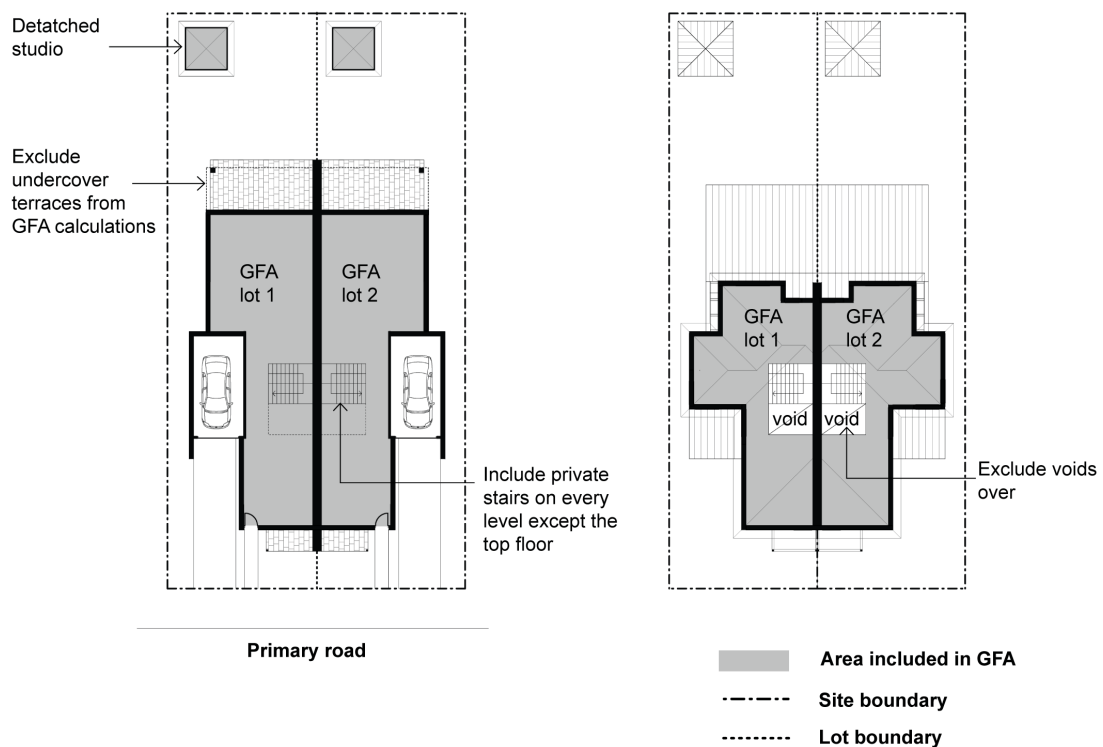 Detatched
studio
Exclude
undercover
terraces from
GFA calculations
GFA
lot 1
GFA
lot 2
Include private
stairs on every
level except the
top floor
Primary road
GFA
lot 1
GFA
lot 2
void
void
Exclude voids
over
Area included in GFA
Site boundary
Lot boundary